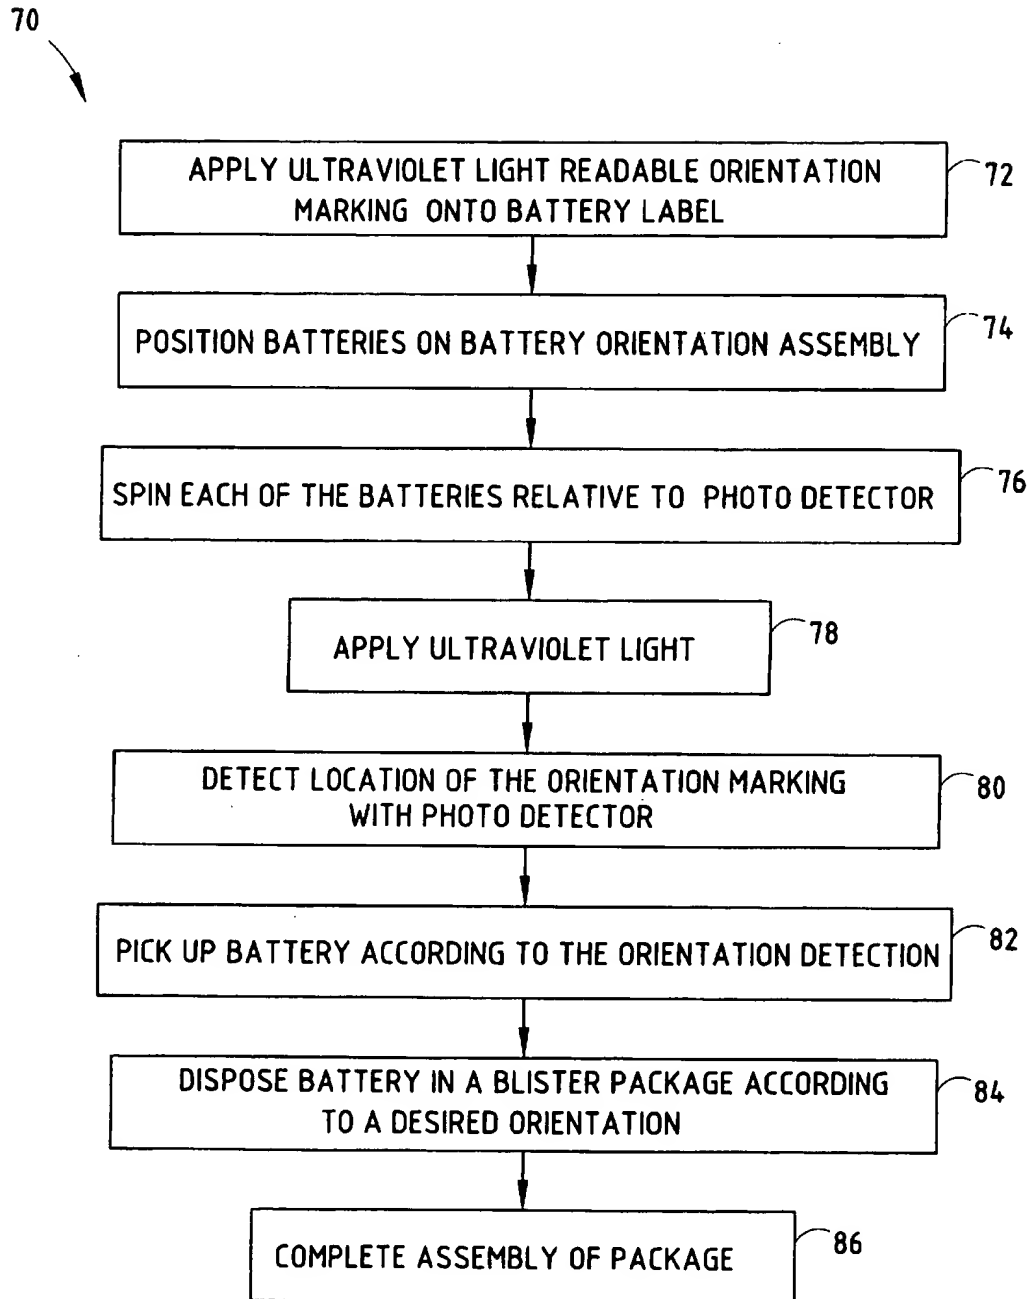 70
APPLY ULTRAVIOLET LIGHT READABLE ORIENTATION
MARKING ONTO BATTERY LABEL
72
POSITION BATTERIES ON BATTERY ORIENTATION ASSEMBLY
74
SPIN EACH OF THE BATTERIES RELATIVE TO PHOTO DETECTOR
76
APPLY ULTRAVIOLET LIGHT
78
DETECT LOCATION OF THE ORIENTATION MARKING
WITH PHOTO DETECTOR
80
PICK UP BATTERY ACCORDING TO THE ORIENTATION DETECTION
82
DISPOSE BATTERY IN A BLISTER PACKAGE ACCORDING
TO A DESIRED ORIENTATION
84
COMPLETE ASSEMBLY OF PACKAGE
86